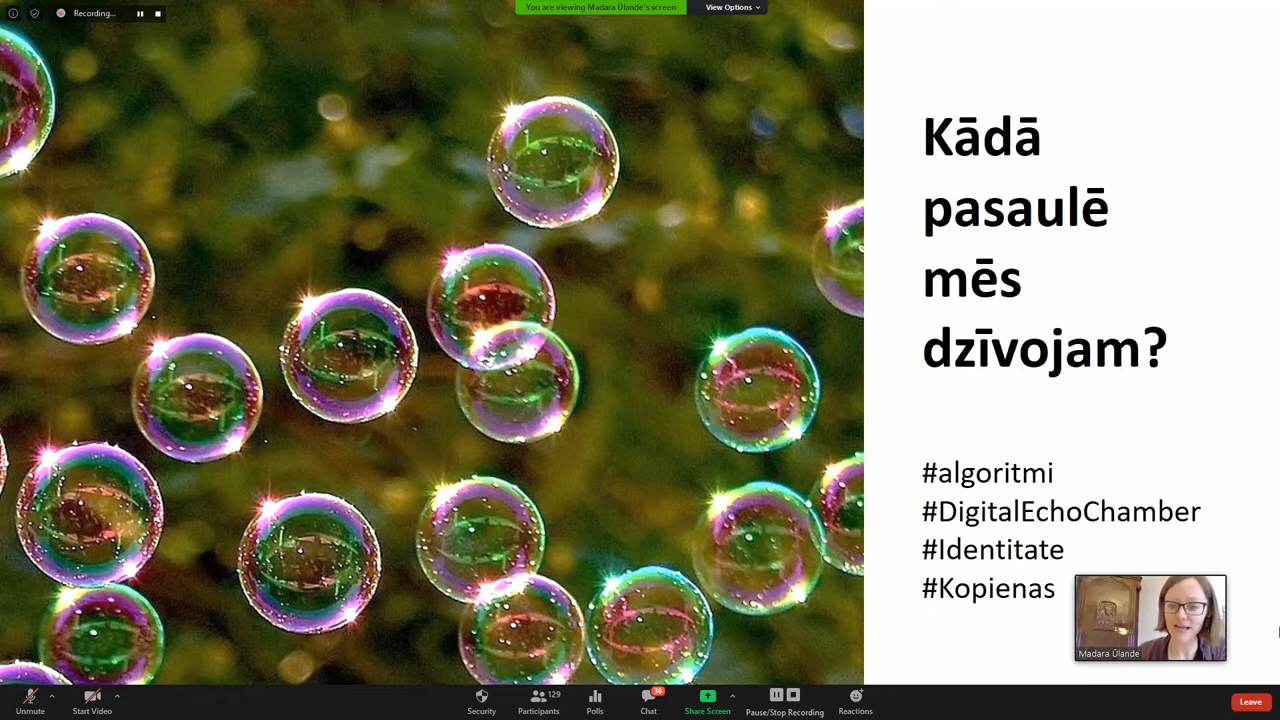 Recording...
You are viewing Madara Ūlande's screen
View Options
Kādā
pasaulē
mēs
dzīvojam?
#algoritmi
#DigitalEchoChamber
#Identitate
#Kopienas
Madara Ūlande
Unmute
Start Video
Security
129
Participants
Polls
36
Chat
Share Screen
Pause/Stop Recording
Reactions
Leave